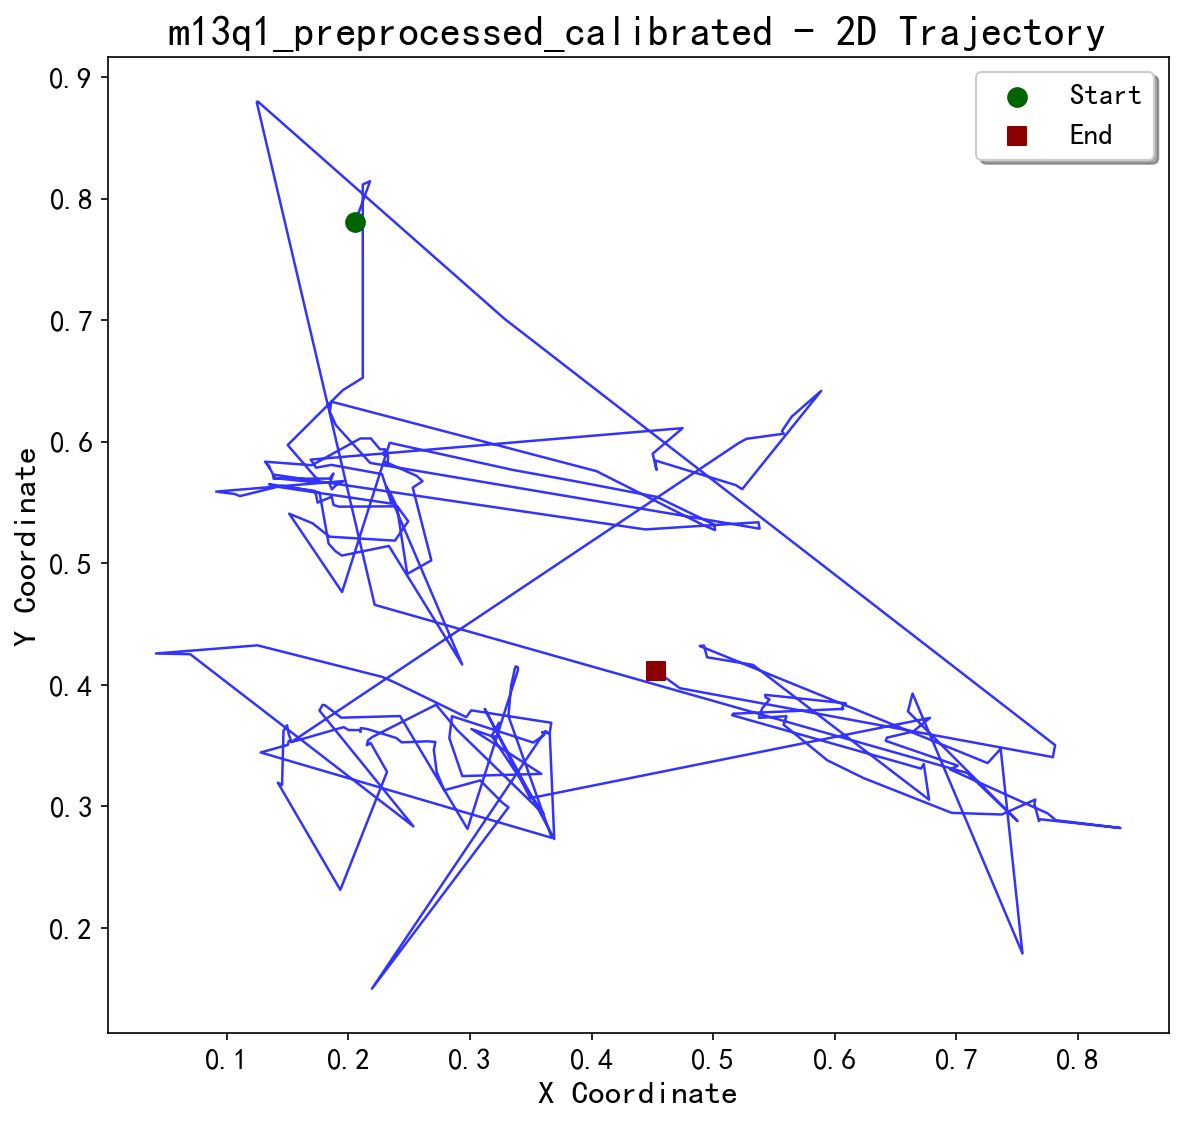 m13q1_preprocessed_calibrated - 2D Trajectory
Start
End
0.9
0.8
0.7
0.6
0.5
0.4
0.3
0.2
Y Coordinate
0.1 0.2 0.3 0.4 0.5 0.6 0.7 0.8
X Coordinate